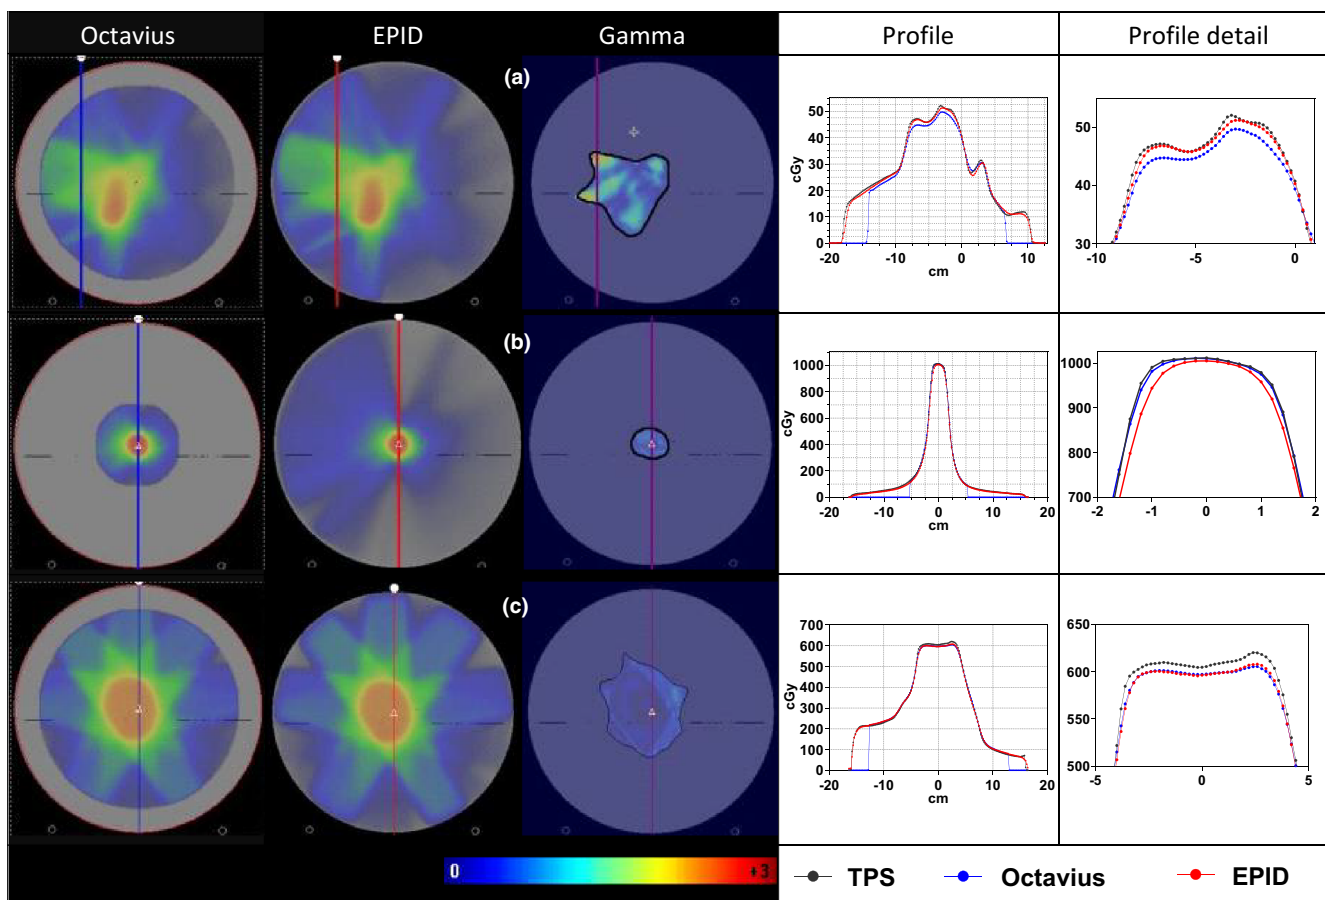 Octavius EPID Gamma Profile Profile detail
(a)
50
40
30
20
10
0
cGy
-20 -10 0 10
cm
50
40
30
-10 -5 0
(b)
1000
800
600
400
200
0
cGy
-20 -10 0 10 20
cm
1000
900
800
700
-2 -1 0 1 2
(c)
700
600
500
400
300
200
100
0
cGy
-20 -10 0 10 20
cm
650
600
550
500
-5 0 5
0 +3
TPS Octavius EPID